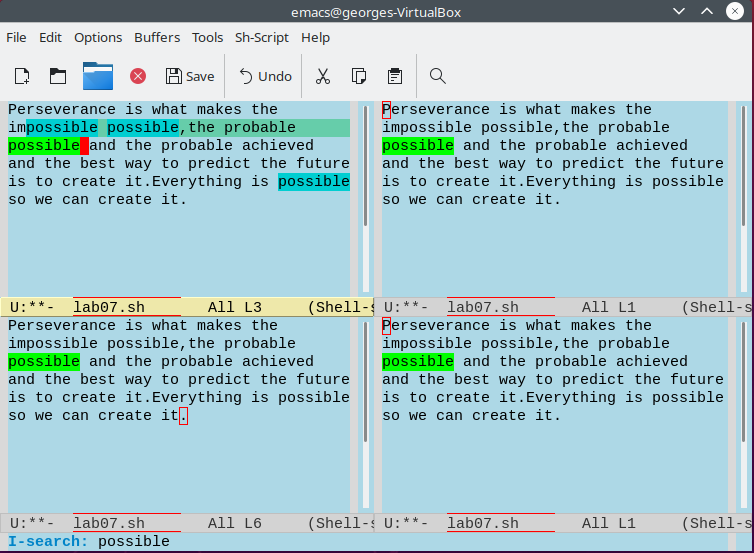 emacs@georges-VirtualBox
File Edit Options Buffers Tools Sh-Script Help
Save Undo
Perseverance is what makes the
impossible possible,the probable
possible and the probable achieved
and the best way to predict the future
is to create it.Everything is possible
so we can create it.
U:**- lab07.sh All L3 (Shell-s
Perseverance is what makes the
impossible possible,the probable
possible and the probable achieved
and the best way to predict the future
is to create it.Everything is possible
so we can create it.
U:**- lab07.sh All L1 (Shell-s
Perseverance is what makes the
impossible possible,the probable
possible and the probable achieved
and the best way to predict the future
is to create it.Everything is possible
so we can create it.
U:**- lab07.sh All L6 (Shell-s
Perseverance is what makes the
impossible possible,the probable
possible and the probable achieved
and the best way to predict the future
is to create it.Everything is possible
so we can create it.
U:**- lab07.sh All L1 (Shell-s
I-search: possible